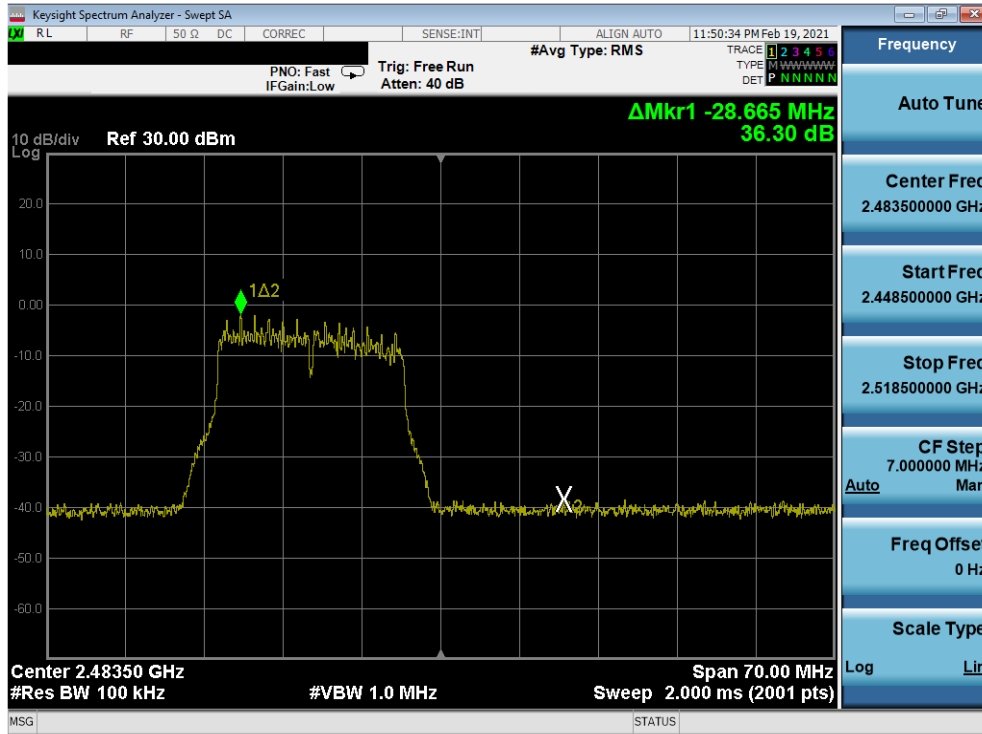 Keysight Spectrum Analyzer - Swept SA
LXI RL RF 50 Ω DC CORREC SENSE:INT ALIGN AUTO 11:50:34 PM Feb 19, 2021
#Avg Type: RMS TRACE 1 2 3 4 5 6
PNO: Fast Trig: Free Run TYPE M WWWWW
IFGain:Low Atten: 40 dB DET P N N N N N
ΔMkr1 -28.665 MHz
36.30 dB
10 dB/div Ref 30.00 dBm
Log
20.0
10.0
1Δ2
0.00
-10.0
-20.0
-30.0
-40.0
X2
-50.0
-60.0
Center 2.48350 GHz Span 70.00 MHz
#Res BW 100 kHz #VBW 1.0 MHz Sweep 2.000 ms (2001 pts)
MSG STATUS
Frequency
Auto Tune
Center Freq
2.483500000 GHz
Start Freq
2.448500000 GHz
Stop Freq
2.518500000 GHz
CF Step
7.000000 MHz
Auto Man
Freq Offset
0 Hz
Scale Type
Log Lin